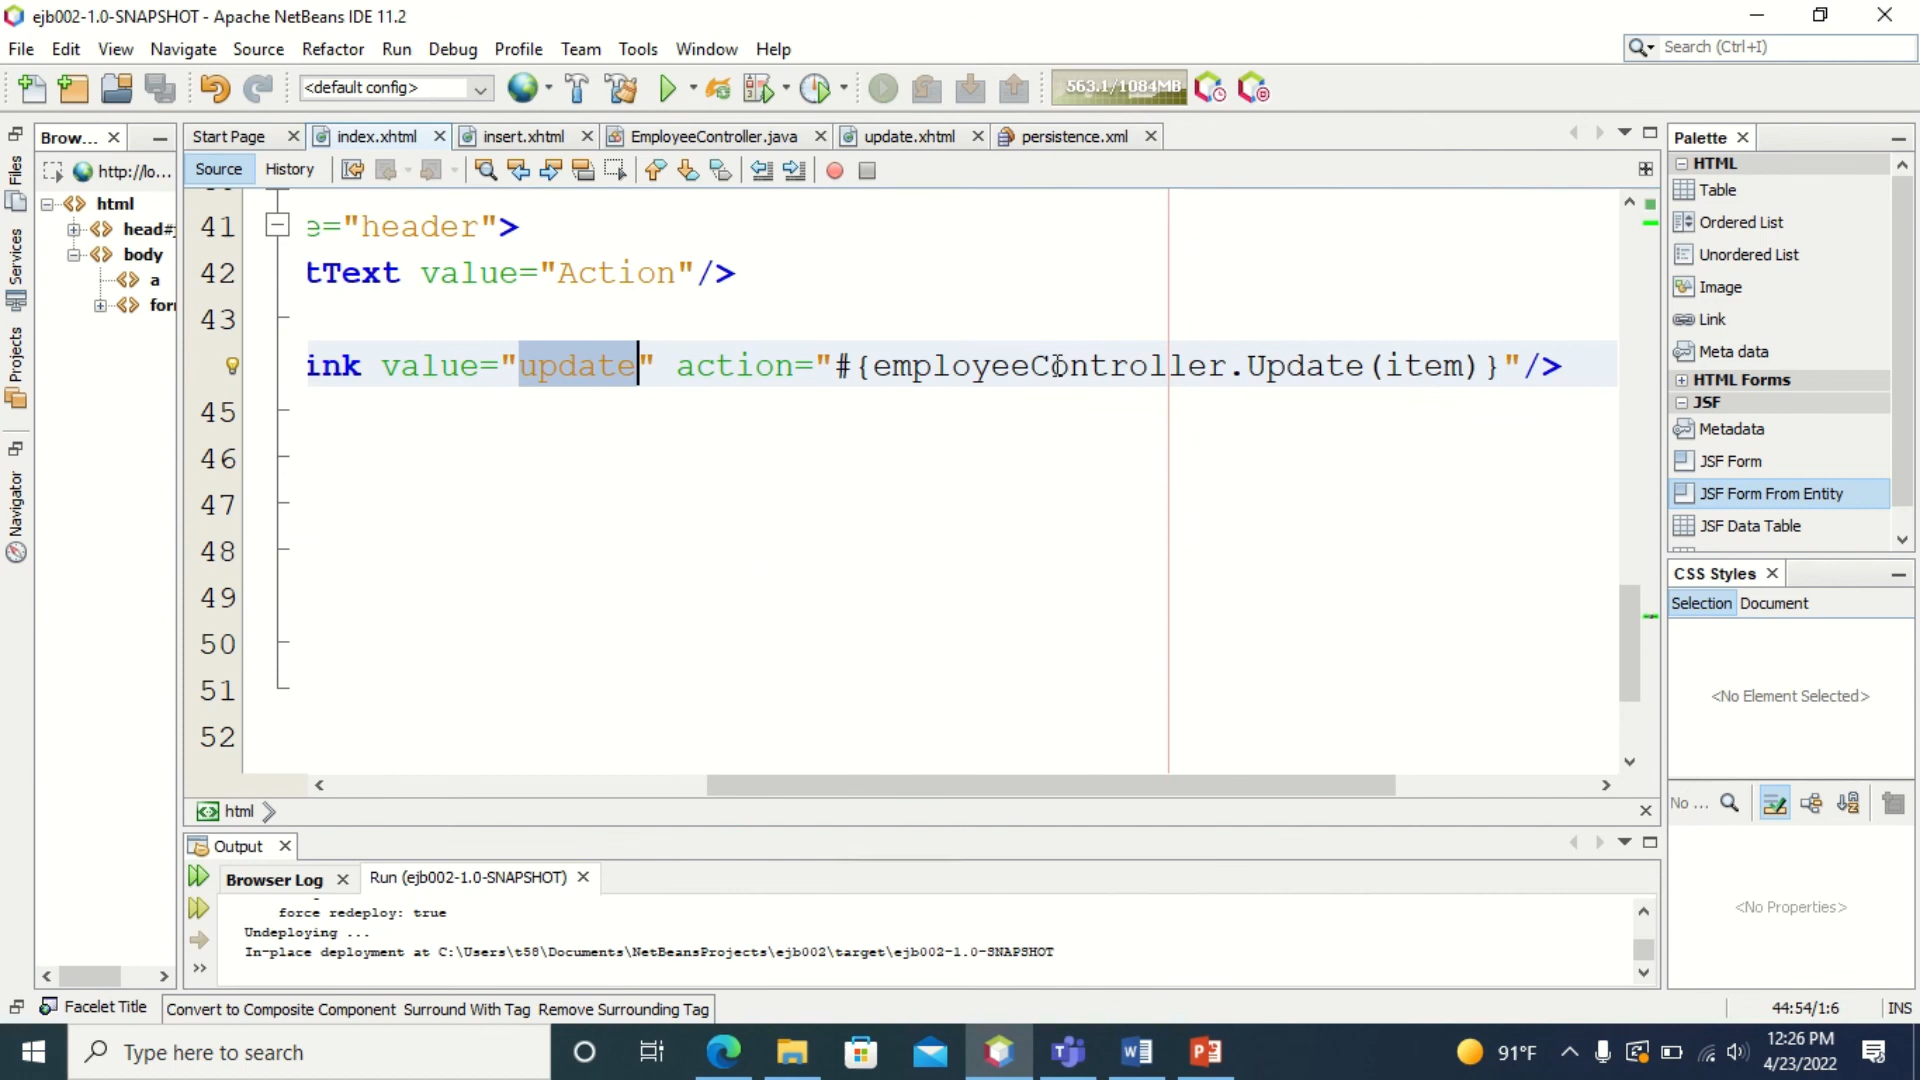 ejb002-1.0-SNAPSHOT - Apache NetBeans IDE 11.2
File Edit View Navigate Source Refactor Run Debug Profile Team Tools Window Help
Search (Ctrl+I)
<default config>
563.1/1084MB
Brow...
Start Page index.xhtml insert.xhtml EmployeeController.java update.xhtml persistence.xml
Palette
Source History
http://lo...
html
head#j
body
a
for
Files
Services
Projects
Navigator
41 e="header">
42 tText value="Action"/>
43
ink value="update" action="#{employeeController.Update(item)}"/>
45
46
47
48
49
50
51
52
html
HTML
Table
Ordered List
Unordered List
Image
Link
Meta data
HTML Forms
JSF
Metadata
JSF Form
JSF Form From Entity
JSF Data Table
CSS Styles
Selection Document
<No Element Selected>
No ...
<No Properties>
Output
Browser Log Run (ejb002-1.0-SNAPSHOT)
force redeploy: true
Undeploying ...
In-place deployment at C:\Users\t58\Documents\NetBeansProjects\ejb002\target\ejb002-1.0-SNAPSHOT
Facelet Title Convert to Composite Component Surround With Tag Remove Surrounding Tag
44:54/1:6 INS
Type here to search
91°F
12:26 PM
4/23/2022